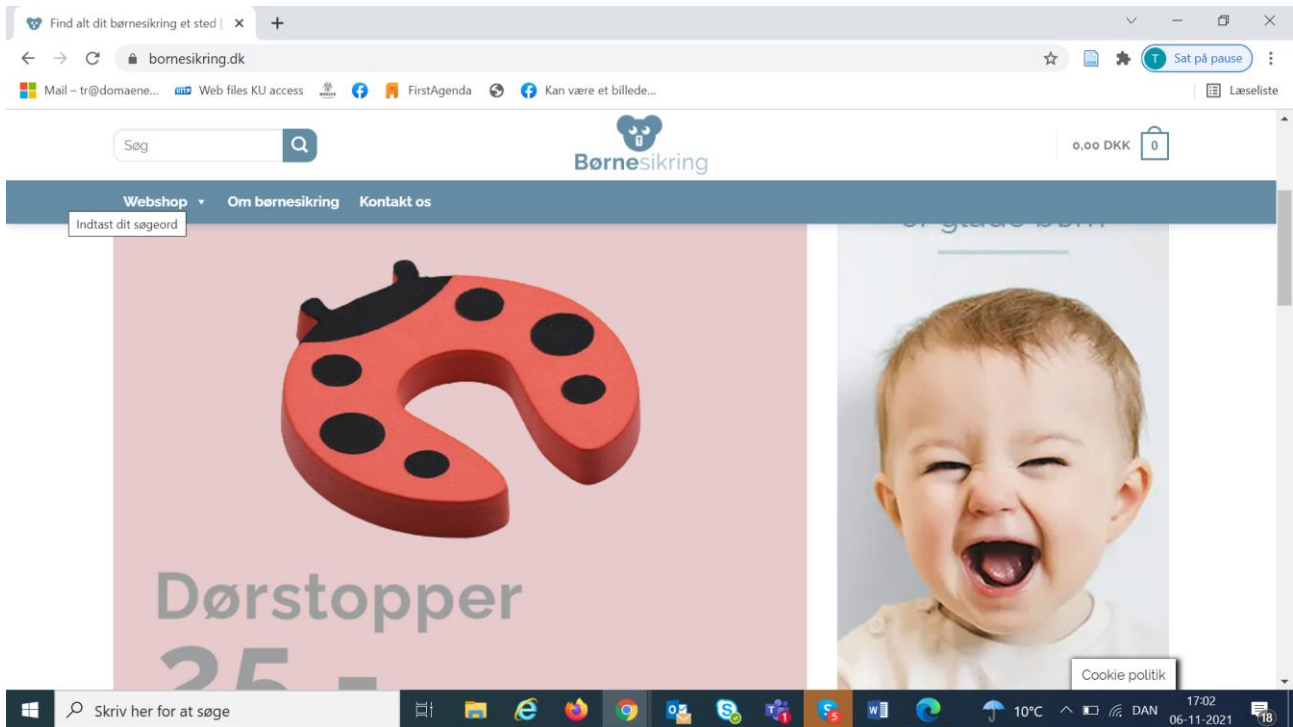 Find alt dit børnesikring et sted |
bornesikring.dk
Sat på pause
Mail – tr@domaene... Web files KU access FirstAgenda Kan være et billede... Læseliste
Søg
Børnesikring
0,00 DKK 0
Webshop Om børnesikring Kontakt os
Indtast dit søgeord
Dørstopper
Cookie politik
Skriv her for at søge
10°C DAN 17:02
06-11-2021
18